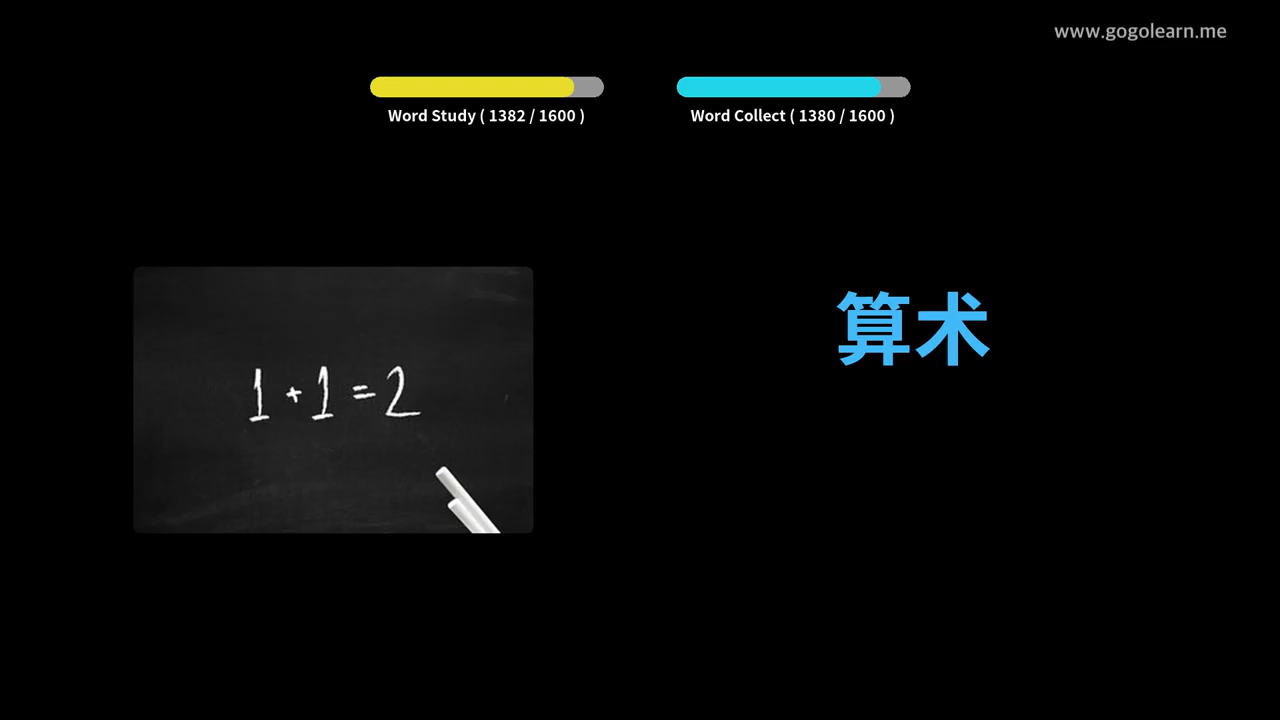 www.gogolearn.me
Word Study ( 1382 / 1600 )
Word Collect ( 1380 / 1600 )
算术
1 + 1 = 2